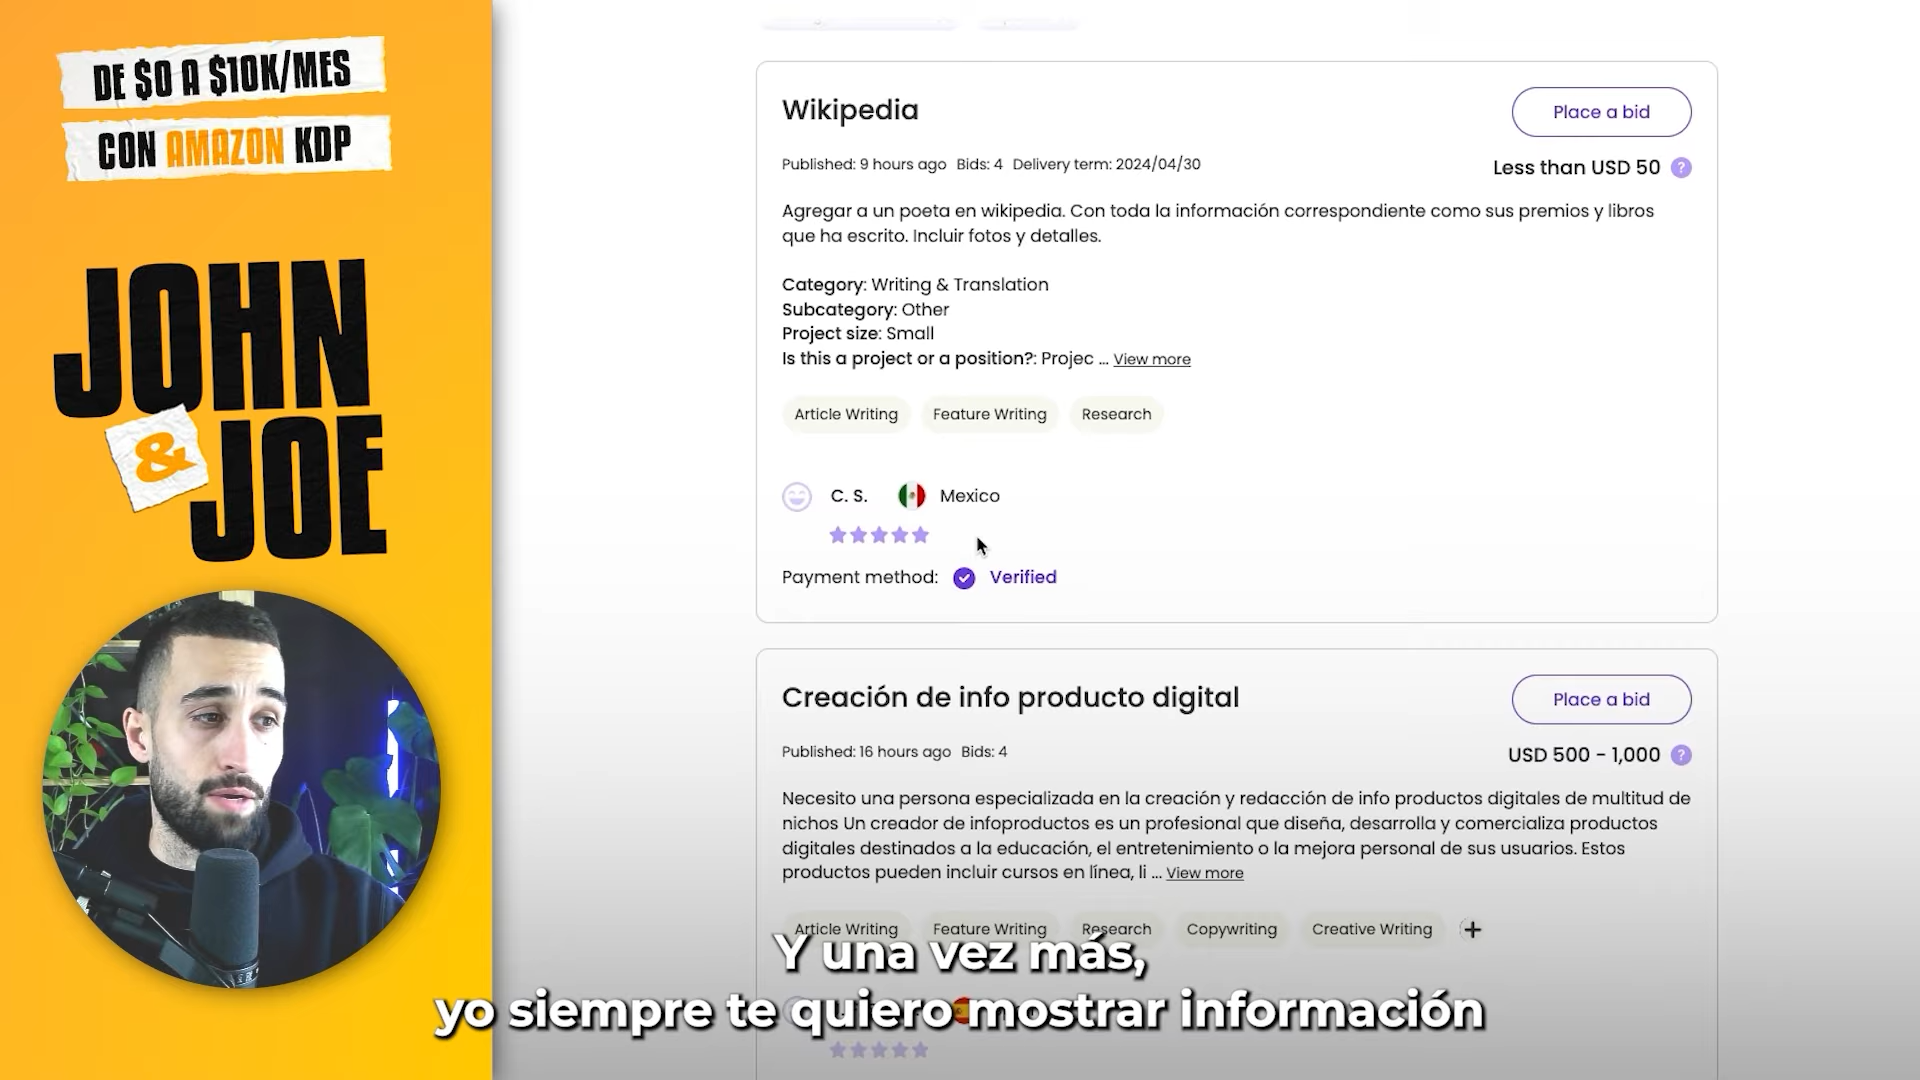 DE $0 A $10K/MES
CON AMAZON KDP
JOHN
&
JOE
Wikipedia
Place a bid
Published: 9 hours ago Bids: 4 Delivery term: 2024/04/30
Less than USD 50 ?
Agregar a un poeta en wikipedia. Con toda la información correspondiente como sus premios y libros
que ha escrito. Incluir fotos y detalles.
Category: Writing & Translation
Subcategory: Other
Project size: Small
Is this a project or a position?: Projec ... View more
Article Writing Feature Writing Research
C. S. Mexico
Payment method: Verified
Creación de info producto digital
Place a bid
Published: 16 hours ago Bids: 4
USD 500 - 1,000 ?
Necesito una persona especializada en la creación y redacción de info productos digitales de multitud de
nichos Un creador de infoproductos es un profesional que diseña, desarrolla y comercializa productos
digitales destinados a la educación, el entretenimiento o la mejora personal de sus usuarios. Estos
productos pueden incluir cursos en línea, li ... View more
Article Writing Feature Writing Research Copywriting Creative Writing +
Y una vez más,
yo siempre te quiero mostrar información